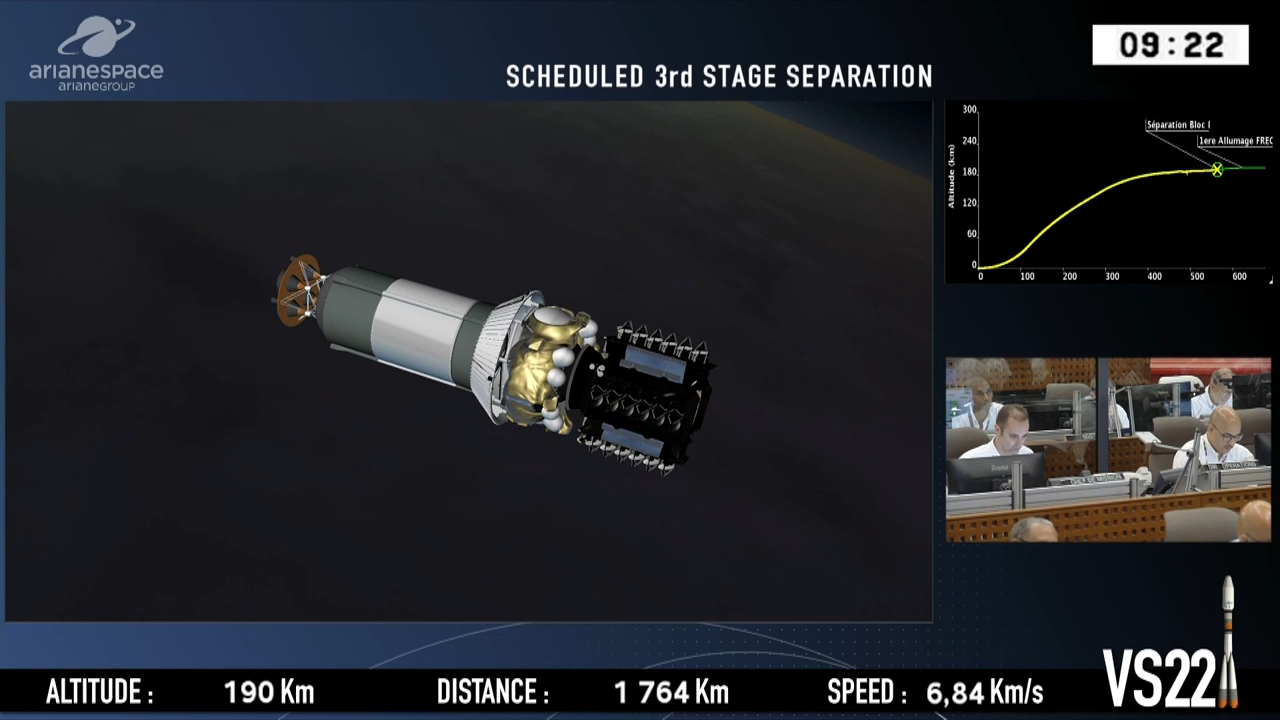 arianespace
ARIANEGROUP
SCHEDULED 3rd STAGE SEPARATION
09:22
300
240
180
120
60
0
Altitude (km)
Séparation Bloc I
1ere Allumage FREG
0 100 200 300 400 500 600
DR. OPERATIONS
ALTITUDE : 190 Km DISTANCE : 1 764 Km SPEED : 6,84 Km/s
VS22